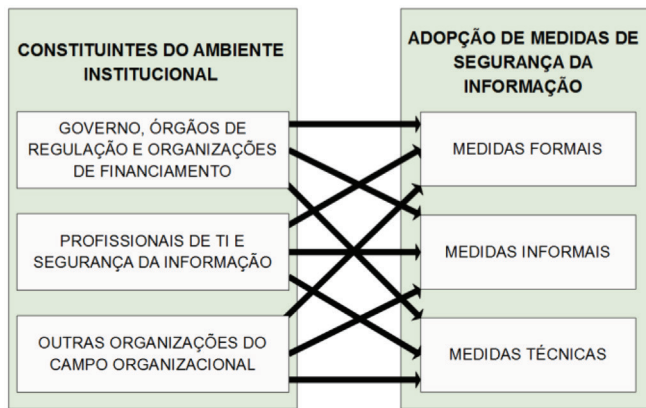 CONSTITUINTES DO AMBIENTE
INSTITUCIONAL
GOVERNO, ÓRGÃOS DE
REGULAÇÃO E ORGANIZAÇÕES
DE FINANCIAMENTO
PROFISSIONAIS DE TI E
SEGURANÇA DA INFORMAÇÃO
OUTRAS ORGANIZAÇÕES DO
CAMPO ORGANIZACIONAL
ADOPÇÃO DE MEDIDAS DE
SEGURANÇA DA
INFORMAÇÃO
MEDIDAS FORMAIS
MEDIDAS INFORMAIS
MEDIDAS TÉCNICAS